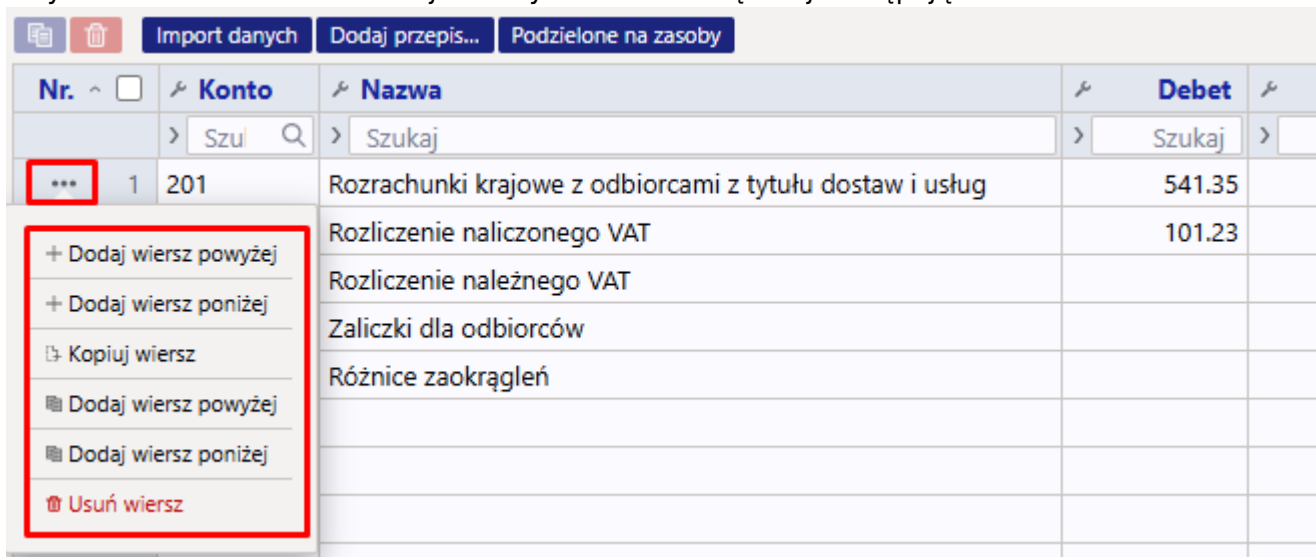 Import danych Dodaj przepis... Podzielone na zasoby
Nr. Konto Nazwa Debet
Szu Szukaj Szukaj
1 201 Rozrachunki krajowe z odbiorcami z tytułu dostaw i usług 541.35
Rozliczenie naliczonego VAT 101.23
+ Dodaj wiersz powyżej
Rozliczenie należnego VAT
+ Dodaj wiersz poniżej
Zaliczki dla odbiorców
Kopiuj wiersz
Różnice zaokrągleń
Dodaj wiersz powyżej
Dodaj wiersz poniżej
Usuń wiersz